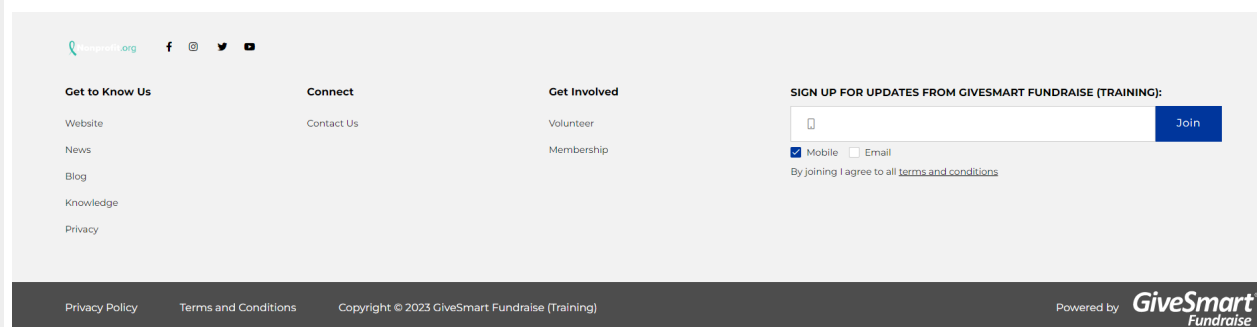 Nonprofit.org
Get to Know Us
Website
News
Blog
Knowledge
Privacy
Connect
Contact Us
Get Involved
Volunteer
Membership
SIGN UP FOR UPDATES FROM GIVESMART FUNDRAISE (TRAINING):
Join
Mobile
Email
By joining I agree to all terms and conditions
Privacy Policy
Terms and Conditions
Copyright © 2023 GiveSmart Fundraise (Training)
Powered by
GiveSmart®
Fundraise